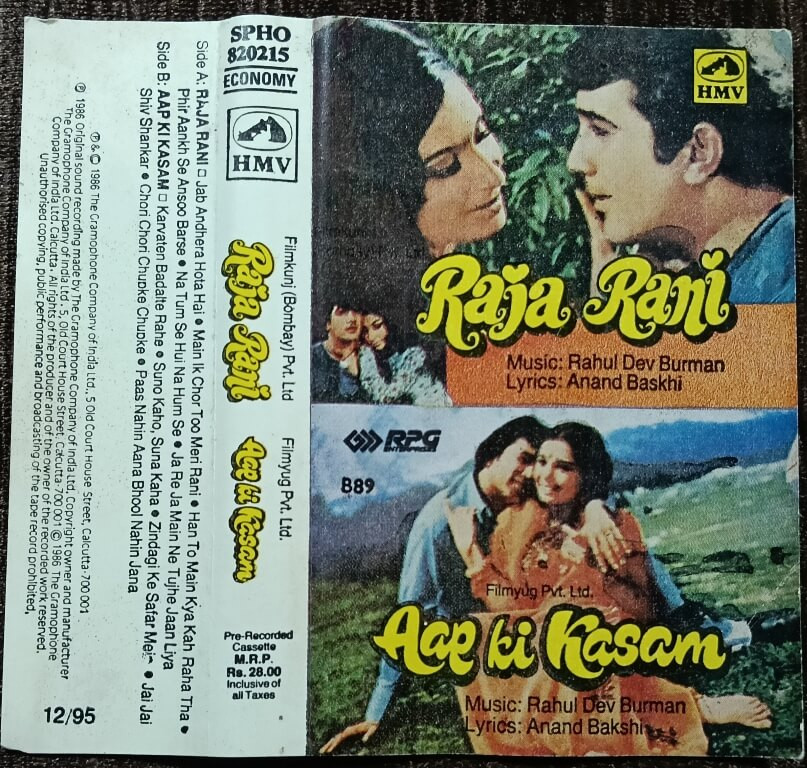 SPHO
820215
ECONOMY
HMV
Filmkunj (Bombay) Pvt. Ltd
Raja Rani
Filmyug Pvt. Ltd.
Aap ki Kasam
Pre-Recorded
Cassette
M.R.P.
Rs. 28.00
Inclusive of
all Taxes
Side A: RAJA RANI □ Jab Andhera Hota Hai • Main Ik Chor Too Meri Rani • Han To Main Kya Kah Raha Tha •
Phir Aankh Se Ansoo Barse • Na Tum Se Hui Na Hum Se • Ja Re Ja Main Ne Tujhe Jaan Liya
Side B: AAP KI KASAM □ Karvaten Badalte Rahe • Suno Kaho, Suna Kaha • Zindagi Ke Safar Mein • Jai Jai
Shiv Shankar • Chori Chori Chupke Chupke • Paas Nahin Aana Bhool Nahin Jana
℗ & © 1986 The Gramophone Company of India Ltd., 5 Old Court House Street, Calcutta-700 001
℗ 1986 Original sound recording made by The Gramophone Company of India Ltd. Copyright owner and manufacturer
The Gramophone Company of India Ltd. 5, Old Court House Street, Calcutta-700 001 © 1986 The Gramophone
Company of India Ltd. Calcutta. All rights of the producer and of the owner of the recorded work reserved.
Unauthorised copying, public performance and broadcasting of the tape record prohibited.
12/95
HMV
Raja Rani
Music: Rahul Dev Burman
Lyrics: Anand Baskhi
RPG
ENTERPRISES
B89
Filmyug Pvt. Ltd.
Aap ki Kasam
Music: Rahul Dev Burman
Lyrics: Anand Bakshi